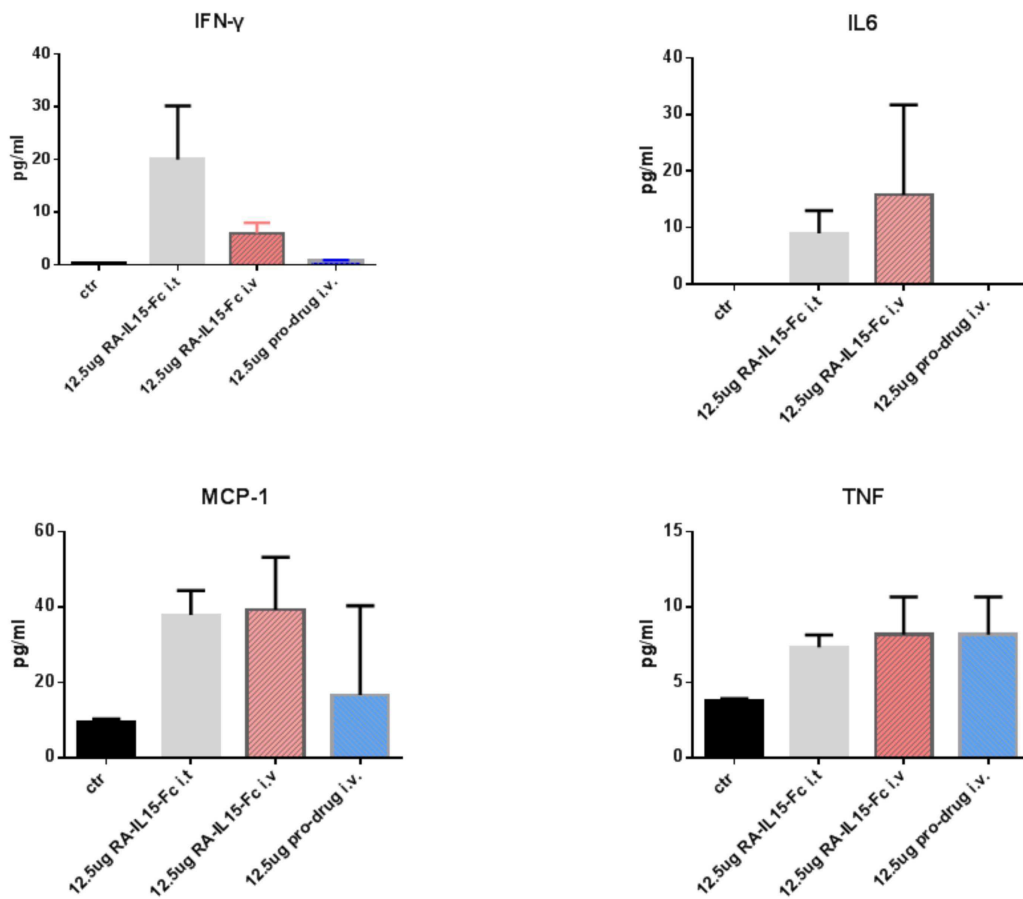 IFN-γ
40
30
20
10
0
pg/ml
ctr
12.5ug RA-IL15-Fc i.t
12.5ug RA-IL15-Fc i.v
12.5ug pro-drug i.v.
IL6
40
30
20
10
0
pg/ml
ctr
12.5ug RA-IL15-Fc i.t
12.5ug RA-IL15-Fc i.v
12.5ug pro-drug i.v.
MCP-1
60
40
20
0
pg/ml
ctr
12.5ug RA-IL15-Fc i.t
12.5ug RA-IL15-Fc i.v
12.5ug pro-drug i.v.
TNF
15
10
5
0
pg/ml
ctr
12.5ug RA-IL15-Fc i.t
12.5ug RA-IL15-Fc i.v
12.5ug pro-drug i.v.